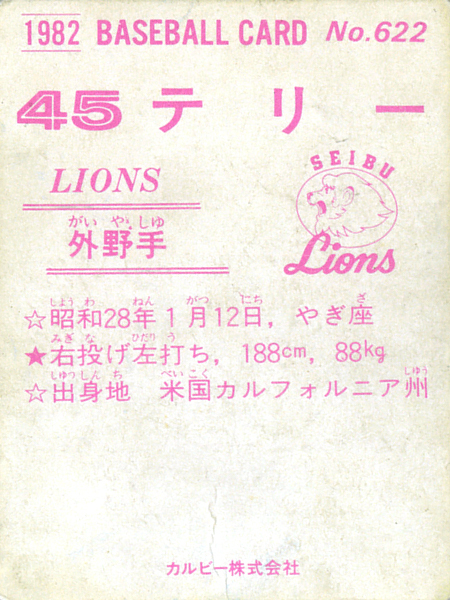 1982 BASEBALL CARD No.622
45 テリー
SEIBU
Lions
LIONS
がいやしゅ
外野手
しょうわ ねん がつ にち ざ
☆昭和28年1月12日，やぎ座
みぎな ひだりう
★右投げ左打ち，188cm，88kg
しゅっしんち べいこく しゅう
☆出身地 米国カルフォルニア州
カルビー株式会社